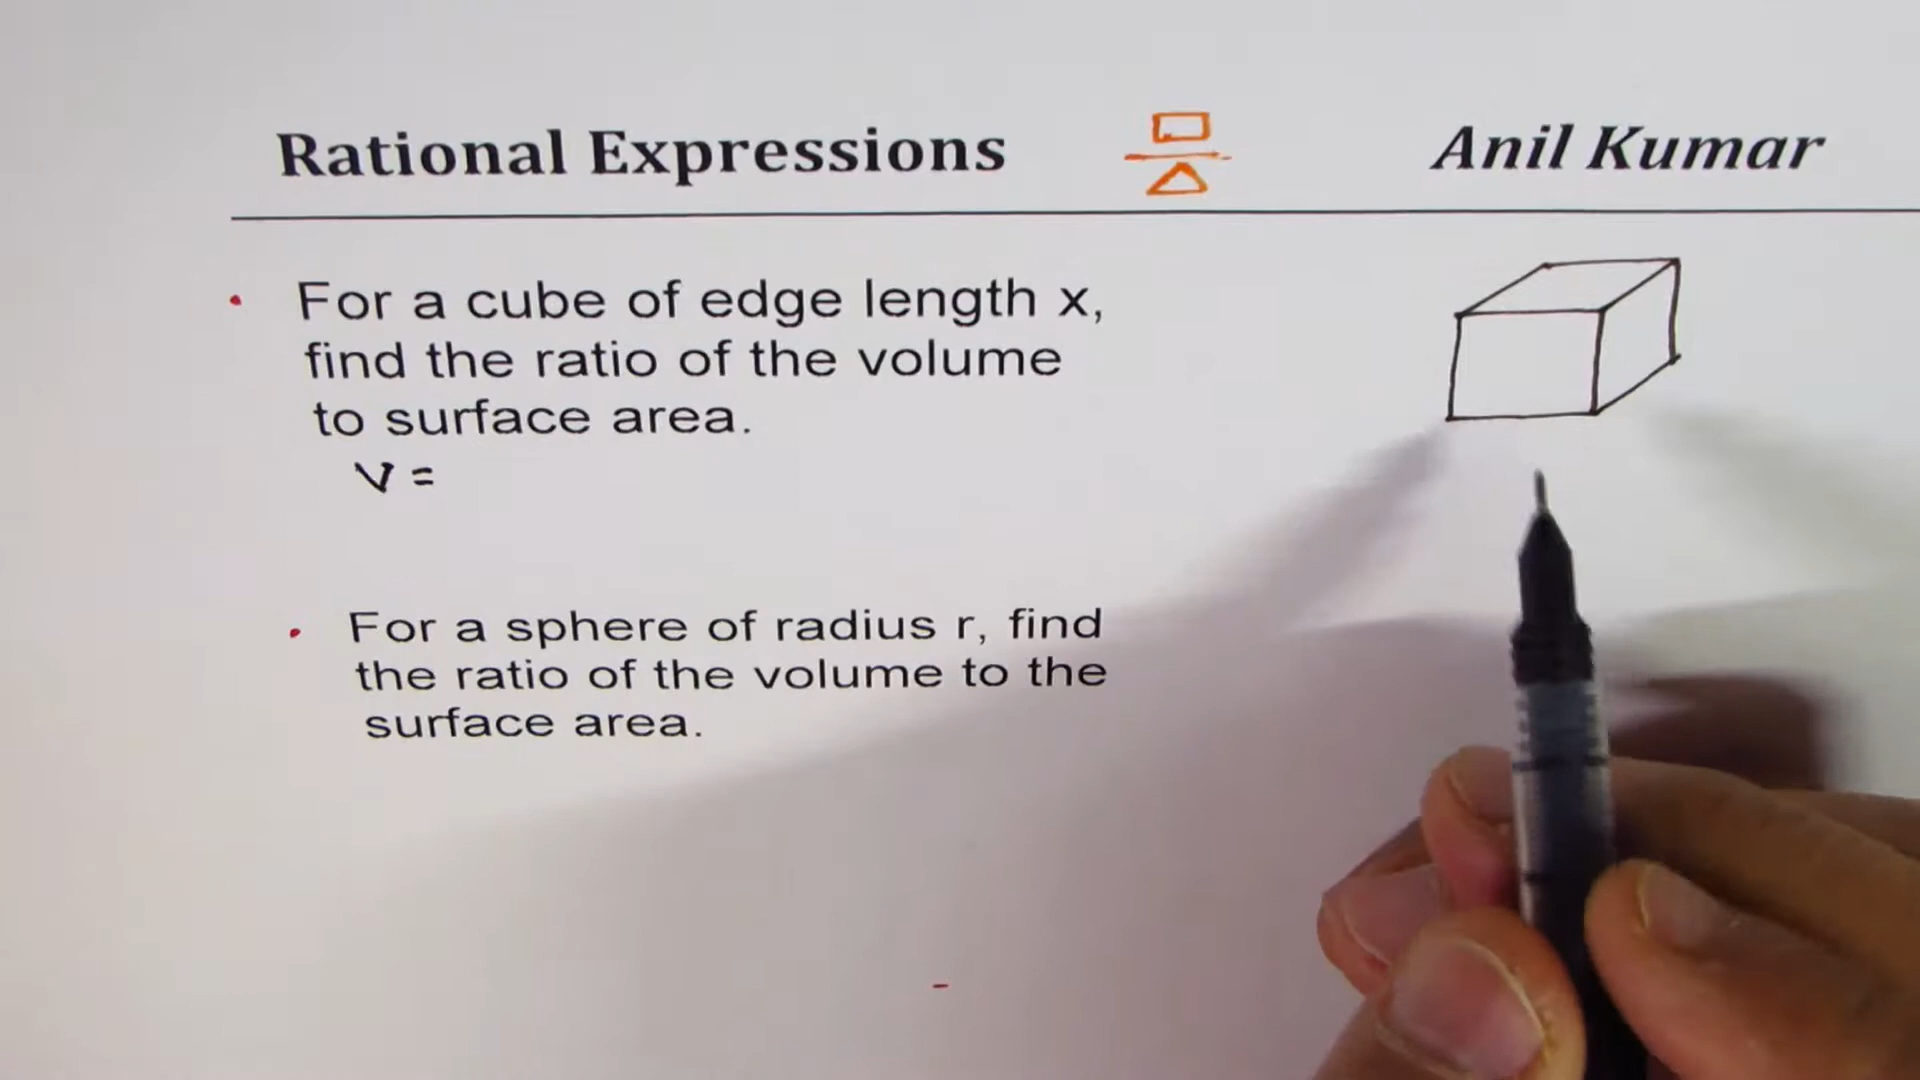 Rational Expressions
Anil Kumar
For a cube of edge length x,
find the ratio of the volume
to surface area.
V =
For a sphere of radius r, find
the ratio of the volume to the
surface area.